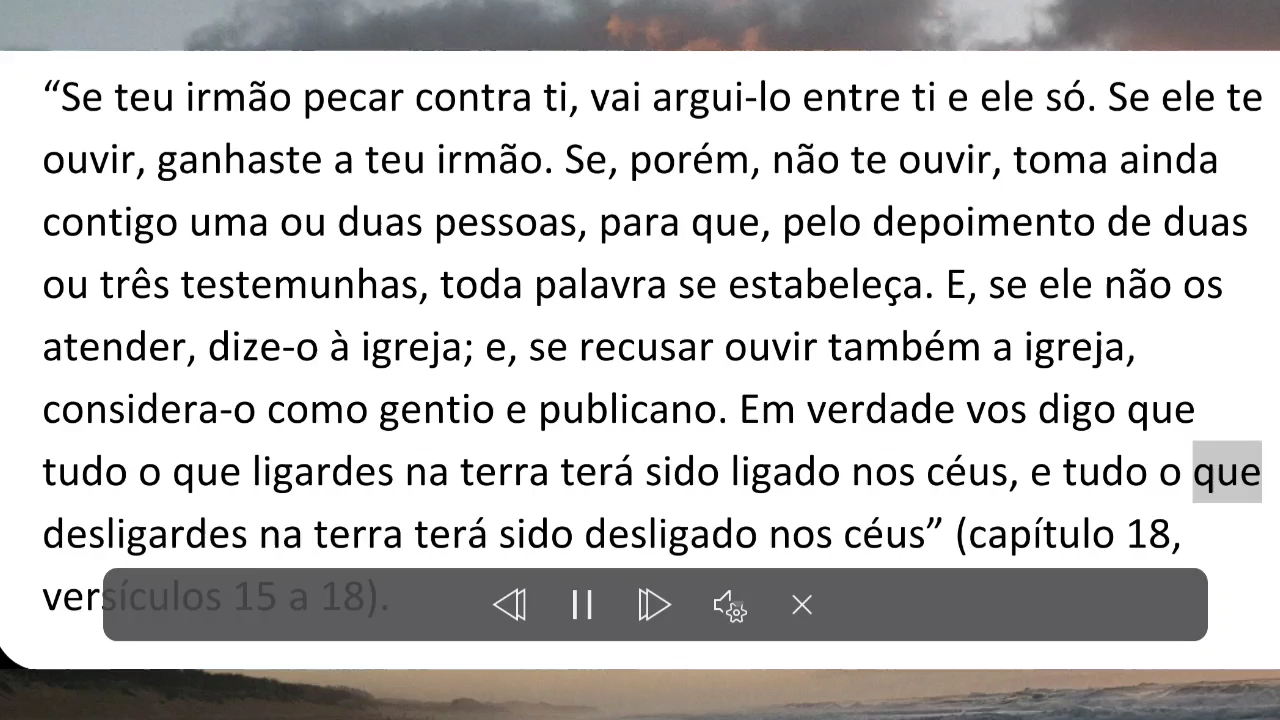 “Se teu irmão pecar contra ti, vai argui-lo entre ti e ele só. Se ele te
ouvir, ganhaste a teu irmão. Se, porém, não te ouvir, toma ainda
contigo uma ou duas pessoas, para que, pelo depoimento de duas
ou três testemunhas, toda palavra se estabeleça. E, se ele não os
atender, dize-o à igreja; e, se recusar ouvir também a igreja,
considera-o como gentio e publicano. Em verdade vos digo que
tudo o que ligardes na terra terá sido ligado nos céus, e tudo o que
desligardes na terra terá sido desligado nos céus” (capítulo 18,
versículos 15 a 18).